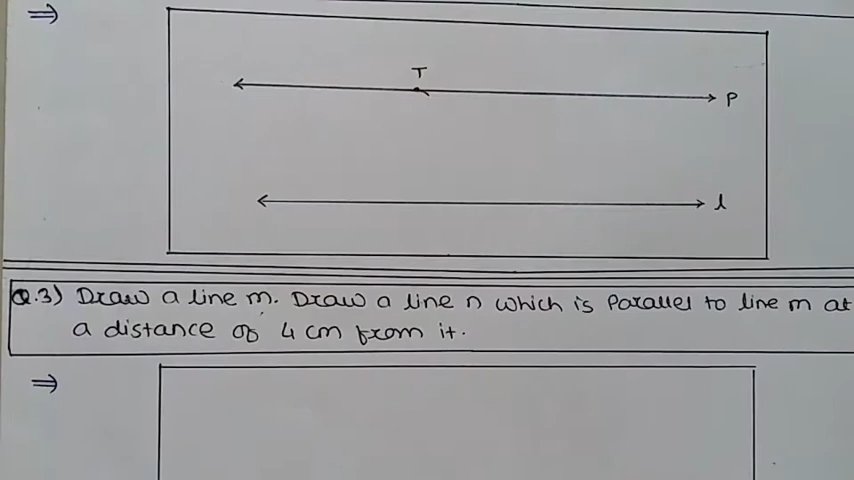 ⇒
T
P
l
Q.3) Draw a line m. Draw a line n which is parallel to line m at
a distance of 4 cm from it.
⇒